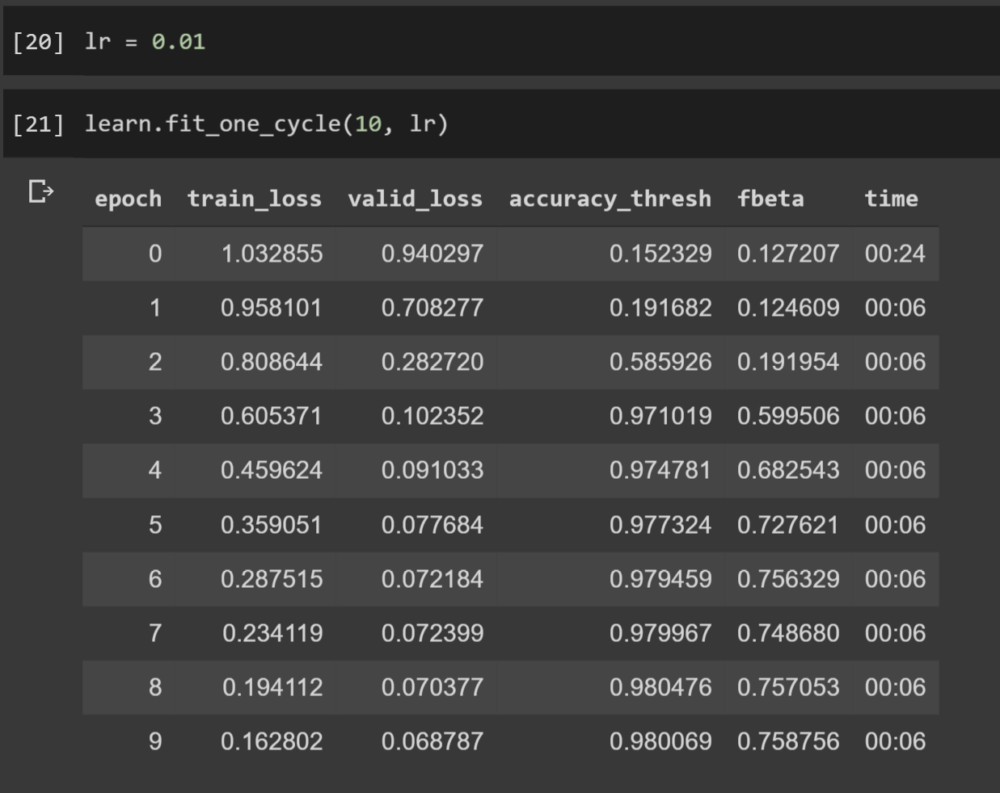 [20] lr = 0.01
[21] learn.fit_one_cycle(10, lr)
epoch train_loss valid_loss accuracy_thresh fbeta time
0 1.032855 0.940297 0.152329 0.127207 00:24
1 0.958101 0.708277 0.191682 0.124609 00:06
2 0.808644 0.282720 0.585926 0.191954 00:06
3 0.605371 0.102352 0.971019 0.599506 00:06
4 0.459624 0.091033 0.974781 0.682543 00:06
5 0.359051 0.077684 0.977324 0.727621 00:06
6 0.287515 0.072184 0.979459 0.756329 00:06
7 0.234119 0.072399 0.979967 0.748680 00:06
8 0.194112 0.070377 0.980476 0.757053 00:06
9 0.162802 0.068787 0.980069 0.758756 00:06